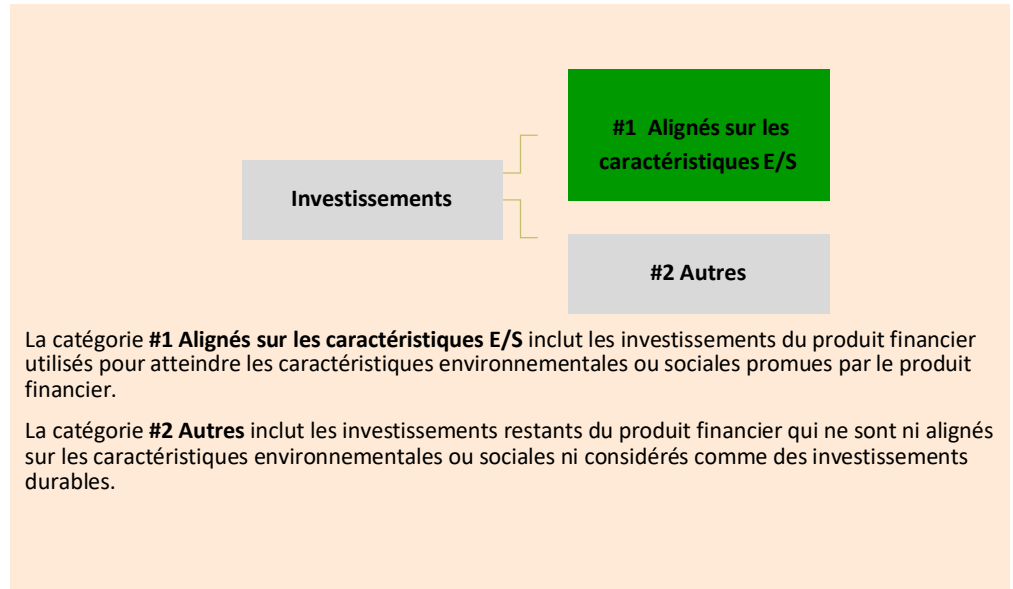 #1 Alignés sur les
caractéristiques E/S
Investissements
#2 Autres
La catégorie #1 Alignés sur les caractéristiques E/S inclut les investissements du produit financier
utilisés pour atteindre les caractéristiques environnementales ou sociales promues par le produit
financier.
La catégorie #2 Autres inclut les investissements restants du produit financier qui ne sont ni alignés
sur les caractéristiques environnementales ou sociales ni considérés comme des investissements
durables.